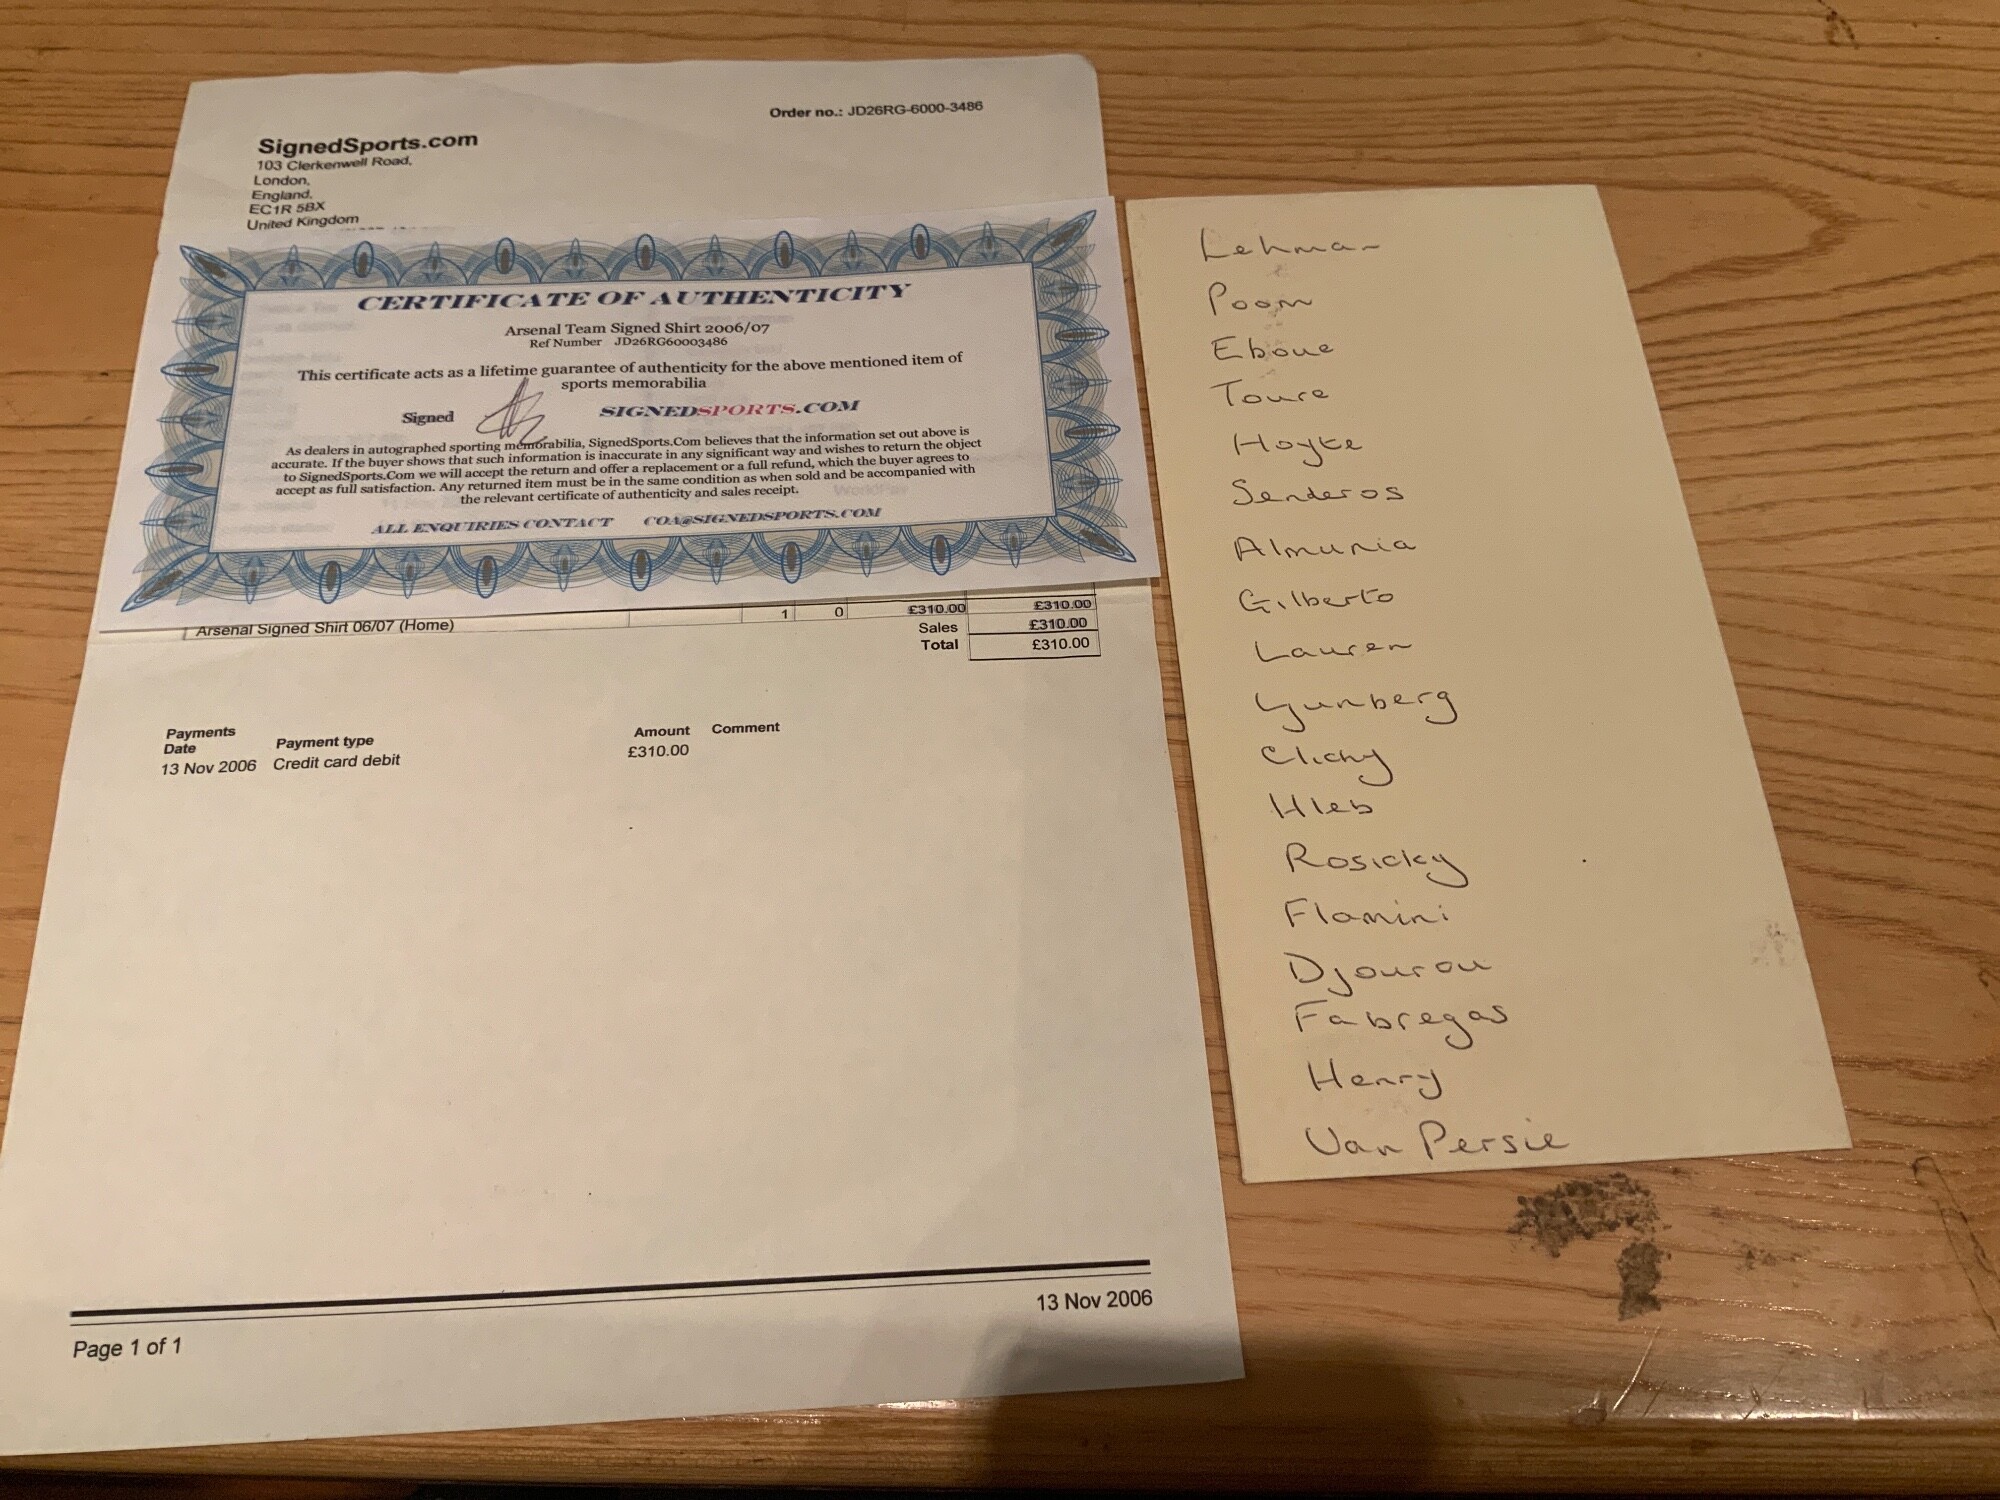 Order no.: JD26RG-6000-3486
SignedSports.com
103 Clerkenwell Road,
London,
England,
EC1R 5BX
United Kingdom
CERTIFICATE OF AUTHENTICITY
Arsenal Team Signed Shirt 2006/07
Ref Number JD26RG60003486
This certificate acts as a lifetime guarantee of authenticity for the above mentioned item of
sports memorabilia
Signed SIGNEDSPORTS.COM
As dealers in autographed sporting memorabilia, SignedSports.Com believes that the information set out above is
accurate. If the buyer shows that such information is inaccurate in any significant way and wishes to return the object
to SignedSports.Com we will accept the return and offer a replacement or a full refund, which the buyer agrees to
accept as full satisfaction. Any returned item must be in the same condition as when sold and be accompanied with
the relevant certificate of authenticity and sales receipt.
ALL ENQUIRIES CONTACT COA@SIGNEDSPORTS.COM
Arsenal Signed Shirt 06/07 (Home) 1 0 £310.00 £310.00
Sales £310.00
Total £310.00
Payments
Date Payment type Amount Comment
13 Nov 2006 Credit card debit £310.00
13 Nov 2006
Page 1 of 1
Lehman
Poom
Eboue
Toure
Hoyte
Senderos
Almunia
Gilberto
Lauren
Ljunberg
Clichy
Hleb
Rosicky
Flamini
Djourou
Fabregas
Henry
Van Persie